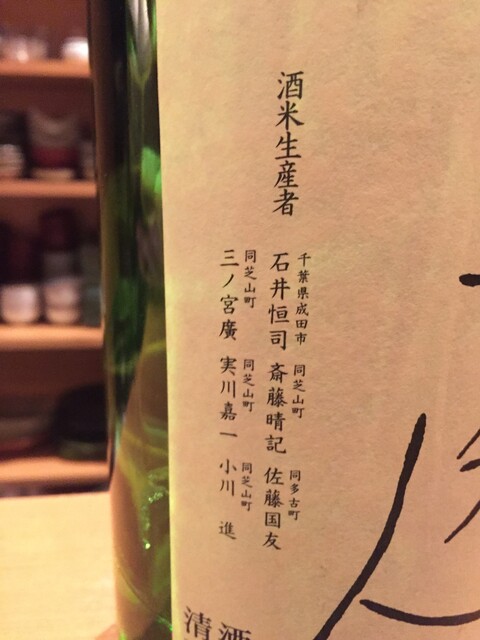 酒米生産者
千葉県成田市 同芝山町 同多古町
石井恒司 斎藤晴記 佐藤国友
同芝山町 同芝山町 同芝山町
三ノ宮廣 実川嘉一 小川 進
酒
清